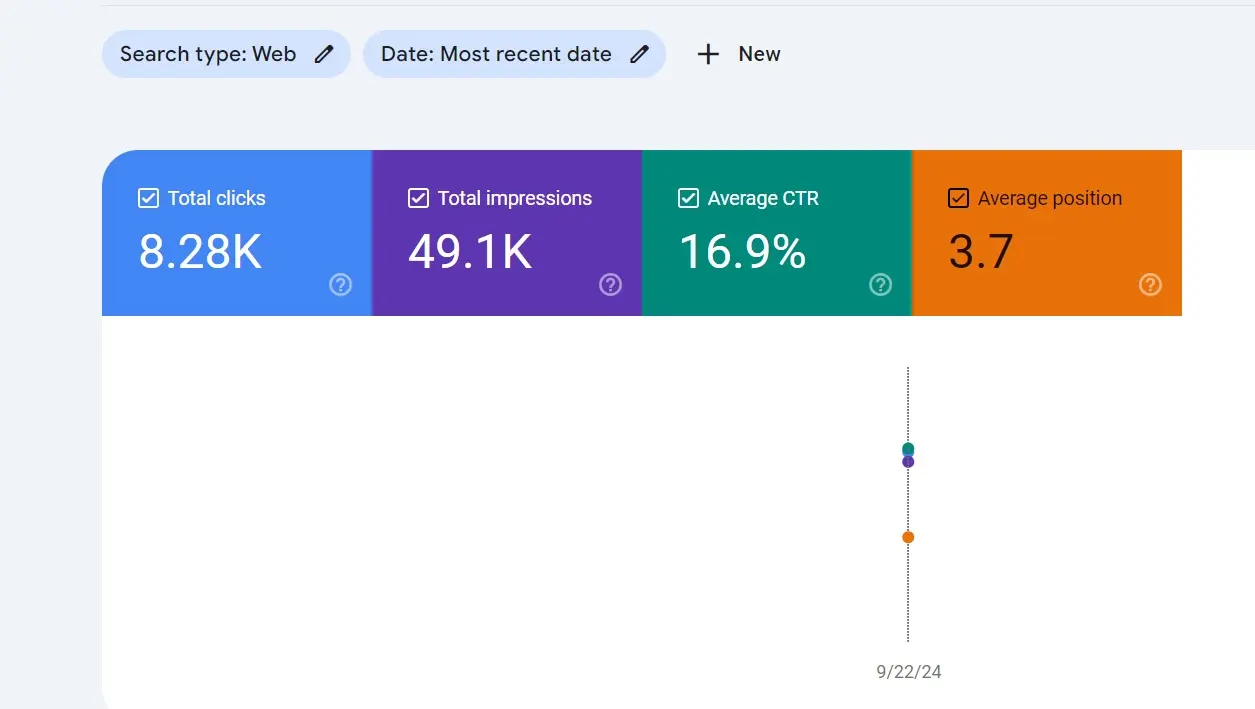 Search type: Web
Date: Most recent date
New
Total clicks
8.28K
Total impressions
49.1K
Average CTR
16.9%
Average position
3.7
9/22/24